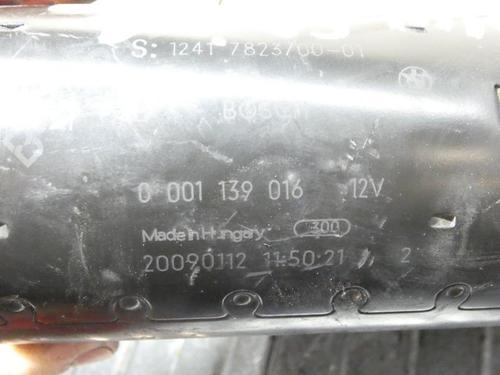 S: 1241 7823700-01
BOSCH
0 001 139 016 12V
Made in Hungary 300
20090112 11:50:21 2